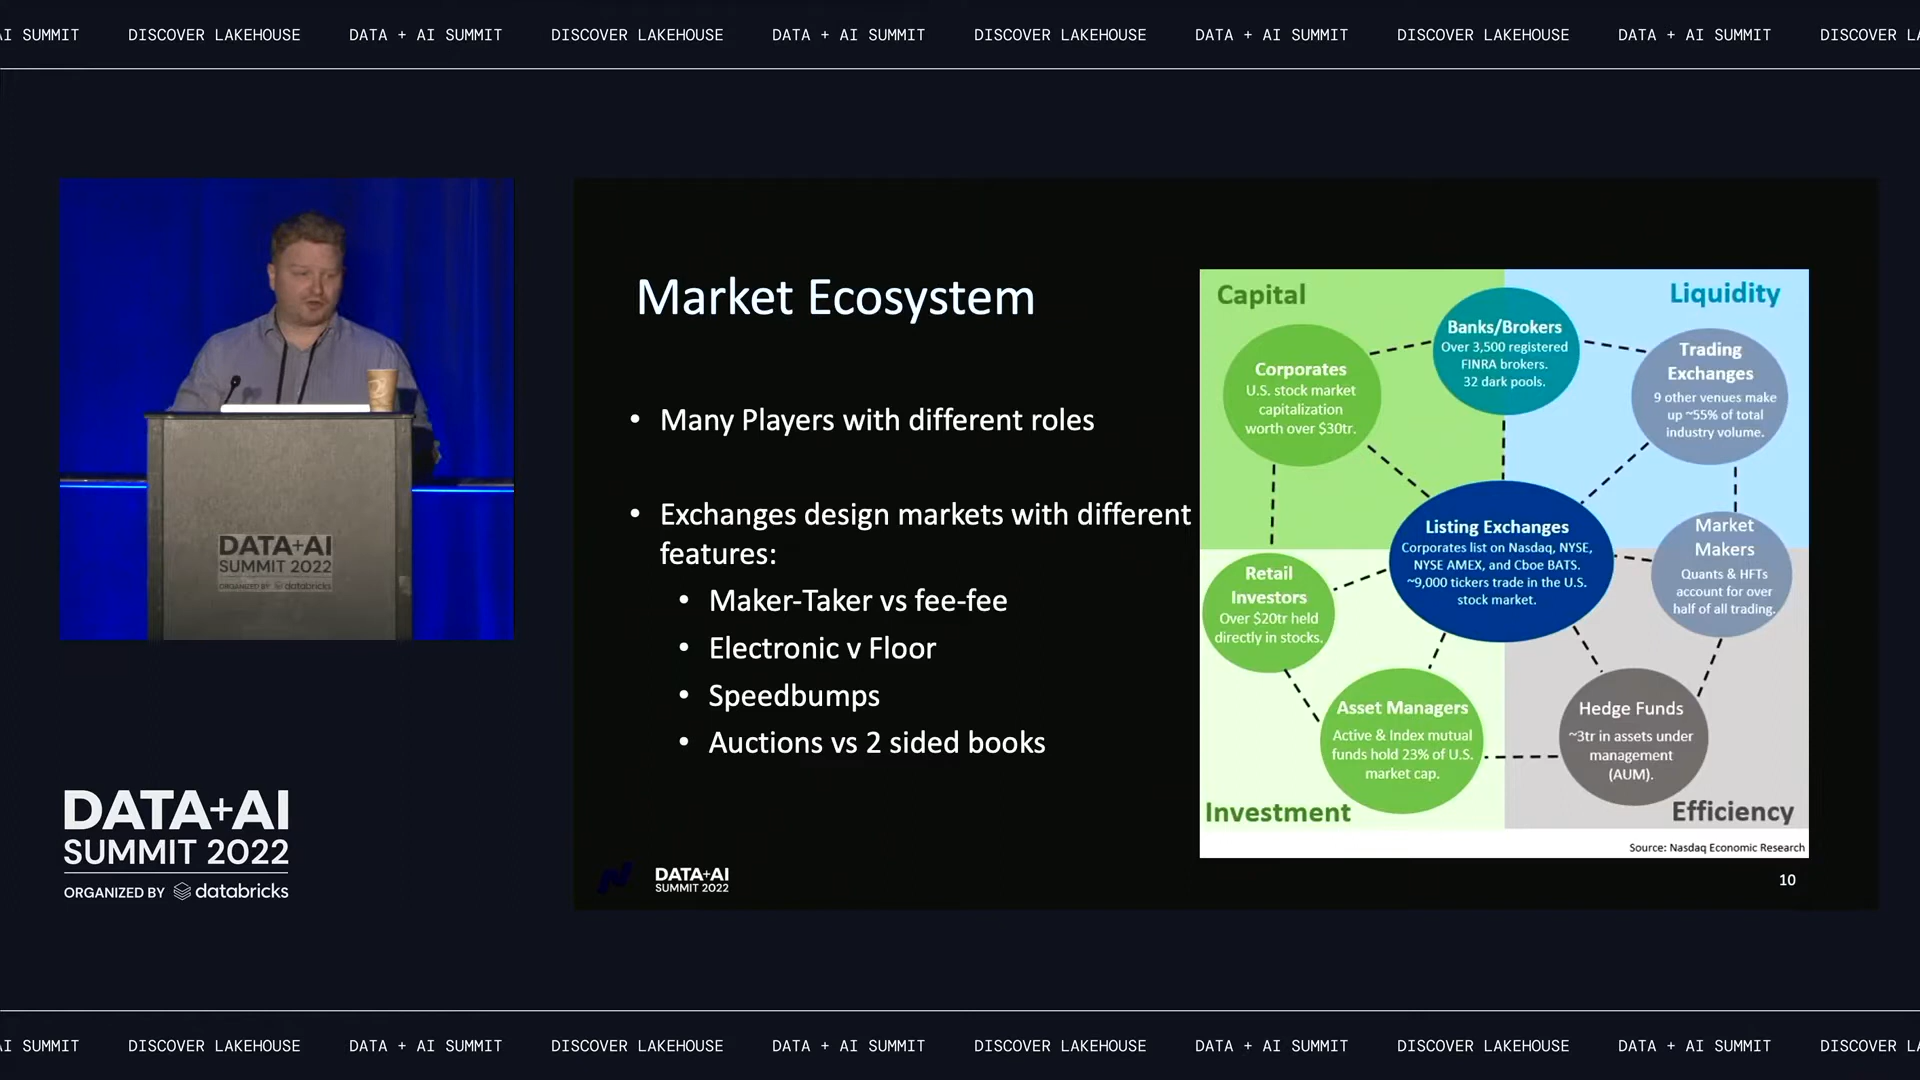 AI SUMMIT DISCOVER LAKEHOUSE DATA + AI SUMMIT DISCOVER LAKEHOUSE DATA + AI SUMMIT DISCOVER LAKEHOUSE DATA + AI SUMMIT DISCOVER LAKEHOUSE DATA + AI SUMMIT DISCOVER LA
DATA+AI
SUMMIT 2022
ORGANIZED BY databricks
DATA+AI
SUMMIT 2022
ORGANIZED BY databricks
Market Ecosystem
• Many Players with different roles
• Exchanges design markets with different
features:
• Maker-Taker vs fee-fee
• Electronic v Floor
• Speedbumps
• Auctions vs 2 sided books
Capital
Liquidity
Banks/Brokers
Over 3,500 registered
FINRA brokers.
32 dark pools.
Corporates
U.S. stock market
capitalization
worth over $30tr.
Trading
Exchanges
9 other venues make
up ~55% of total
industry volume.
Listing Exchanges
Corporates list on Nasdaq, NYSE,
NYSE AMEX, and Cboe BATS.
~9,000 tickers trade in the U.S.
stock market.
Market
Makers
Quants & HFTs
account for over
half of all trading.
Retail
Investors
Over $20tr held
directly in stocks.
Asset Managers
Active & Index mutual
funds hold 23% of U.S.
market cap.
Hedge Funds
~3tr in assets under
management
(AUM).
Investment
Efficiency
Source: Nasdaq Economic Research
DATA+AI
SUMMIT 2022
10
AI SUMMIT DISCOVER LAKEHOUSE DATA + AI SUMMIT DISCOVER LAKEHOUSE DATA + AI SUMMIT DISCOVER LAKEHOUSE DATA + AI SUMMIT DISCOVER LAKEHOUSE DATA + AI SUMMIT DISCOVER LA